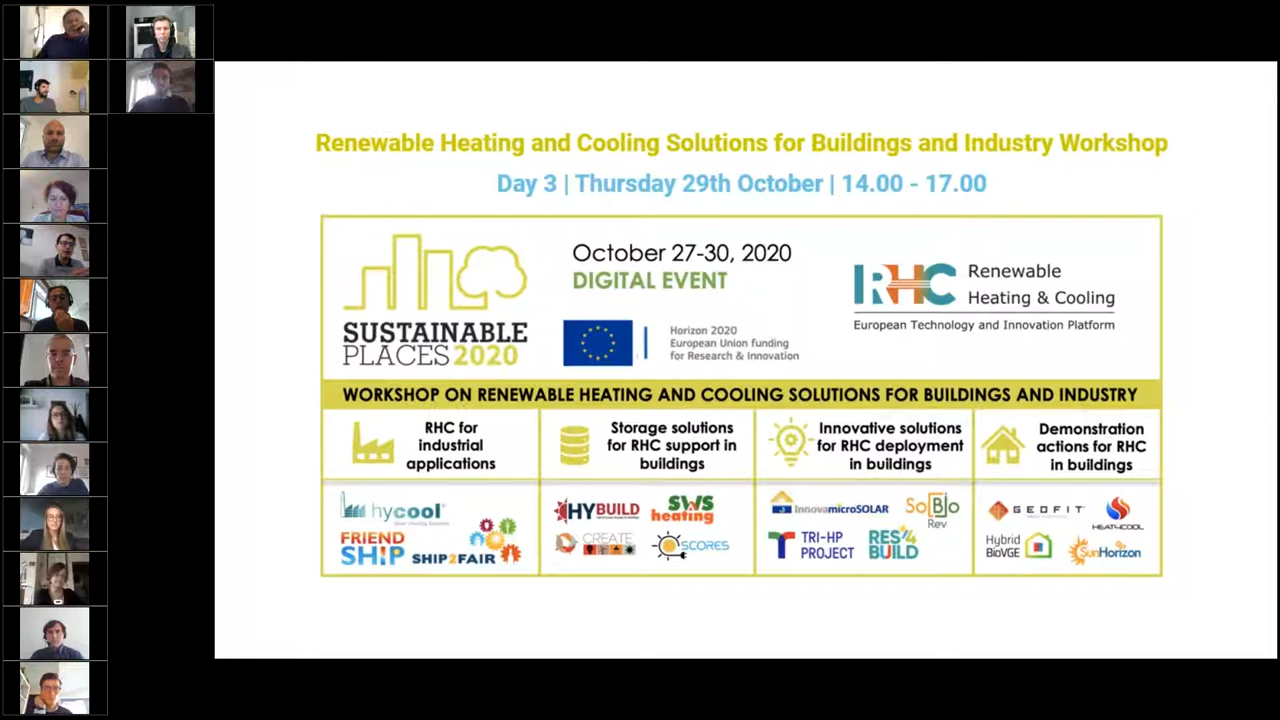 Renewable Heating and Cooling Solutions for Buildings and Industry Workshop
Day 3 | Thursday 29th October | 14.00 - 17.00
SUSTAINABLE
PLACES 2020
October 27-30, 2020
DIGITAL EVENT
Horizon 2020
European Union funding
for Research & Innovation
RHC
Renewable
Heating & Cooling
European Technology and Innovation Platform
WORKSHOP ON RENEWABLE HEATING AND COOLING SOLUTIONS FOR BUILDINGS AND INDUSTRY
RHC for
industrial
applications
Storage solutions
for RHC support in
buildings
Innovative solutions
for RHC deployment
in buildings
Demonstration
actions for RHC
in buildings
hycool
FRIEND
SHIP
SHIP2FAIR
HYBUILD
SWS
heating
CREATE
SCORES
InnovamicroSOLAR
SolBio
Rev
TRI-HP
PROJECT
RES4
BUILD
GEOFIT
HEAT4COOL
Hybrid
BioVGE
SunHorizon